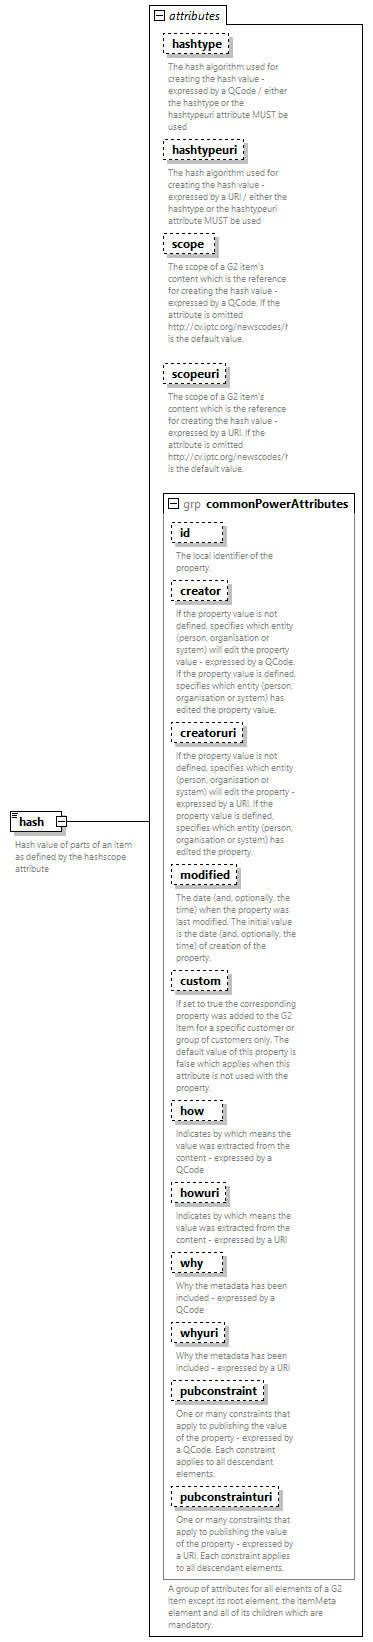 attributes
hashtype
The hash algorithm used for
creating the hash value -
expressed by a QCode / either
the hashtype or the
hashtypeuri attribute MUST be
used
hashtypeuri
The hash algorithm used for
creating the hash value -
expressed by a URI / either the
hashtype or the hashtypeuri
attribute MUST be used
scope
The scope of a G2 item's
content which is the reference
for creating the hash value -
expressed by a QCode. If the
attribute is omitted
http://cv.iptc.org/newscodes/h
is the default value.
scopeuri
The scope of a G2 item's
content which is the reference
for creating the hash value -
expressed by a URI. If the
attribute is omitted
http://cv.iptc.org/newscodes/h
is the default value.
grp commonPowerAttributes
id
The local identifier of the
property.
creator
If the property value is not
defined, specifies which entity
(person, organisation or
system) will edit the property
value - expressed by a QCode.
If the property value is defined,
specifies which entity (person,
organisation or system) has
edited the property value.
creatoruri
If the property value is not
defined, specifies which entity
(person, organisation or
system) will edit the property -
expressed by a URI. If the
property value is defined,
specifies which entity (person,
organisation or system) has
edited the property.
hash
Hash value of parts of an item
as defined by the hashscope
attribute
modified
The date (and, optionally, the
time) when the property was
last modified. The initial value
is the date (and, optionally, the
time) of creation of the
property.
custom
If set to true the corresponding
property was added to the G2
Item for a specific customer or
group of customers only. The
default value of this property is
false which applies when this
attribute is not used with the
property.
how
Indicates by which means the
value was extracted from the
content - expressed by a
QCode
howuri
Indicates by which means the
value was extracted from the
content - expressed by a URI
why
Why the metadata has been
included - expressed by a
QCode
whyuri
Why the metadata has been
included - expressed by a URI
pubconstraint
One or many constraints that
apply to publishing the value
of the property - expressed by
a QCode. Each constraint
applies to all descendant
elements.
pubconstrainturi
One or many constraints that
apply to publishing the value
of the property - expressed by
a URI. Each constraint applies
to all descendant elements.
A group of attributes for all elements of a G2
Item except its root element, the itemMeta
element and all of its children which are
mandatory.